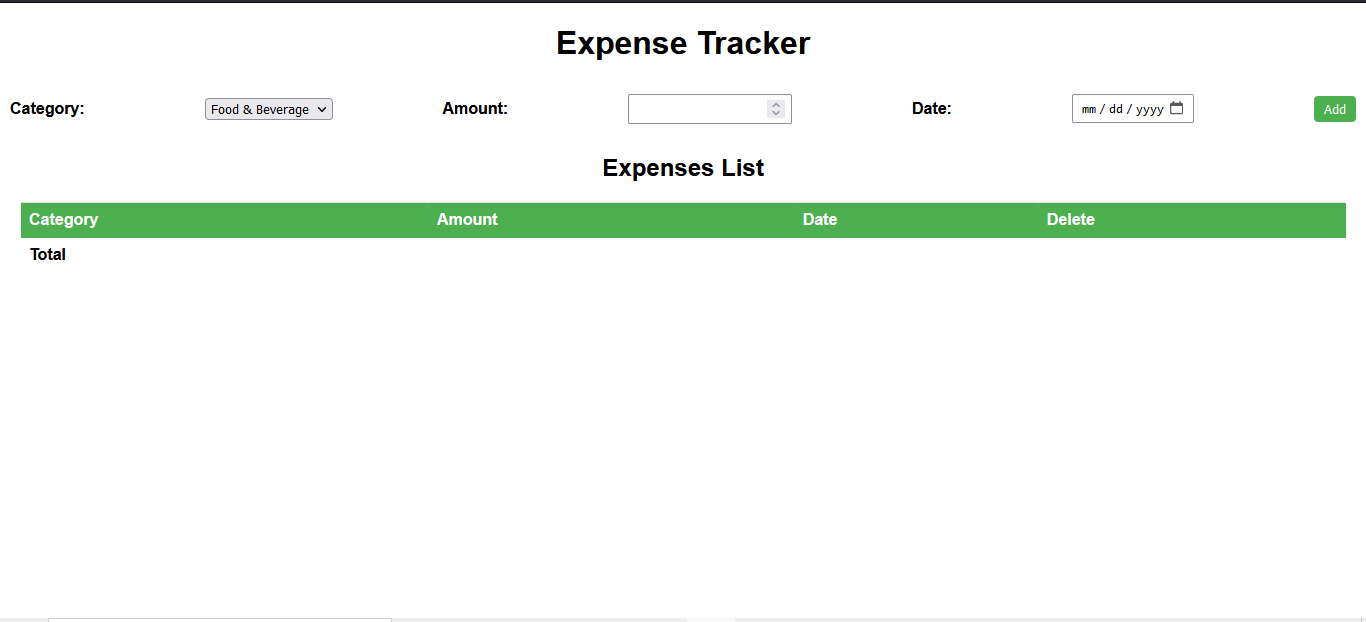 Expense Tracker
Category: Food & Beverage Amount: Date: mm / dd / yyyy Add
Expenses List
Category Amount Date Delete
Total